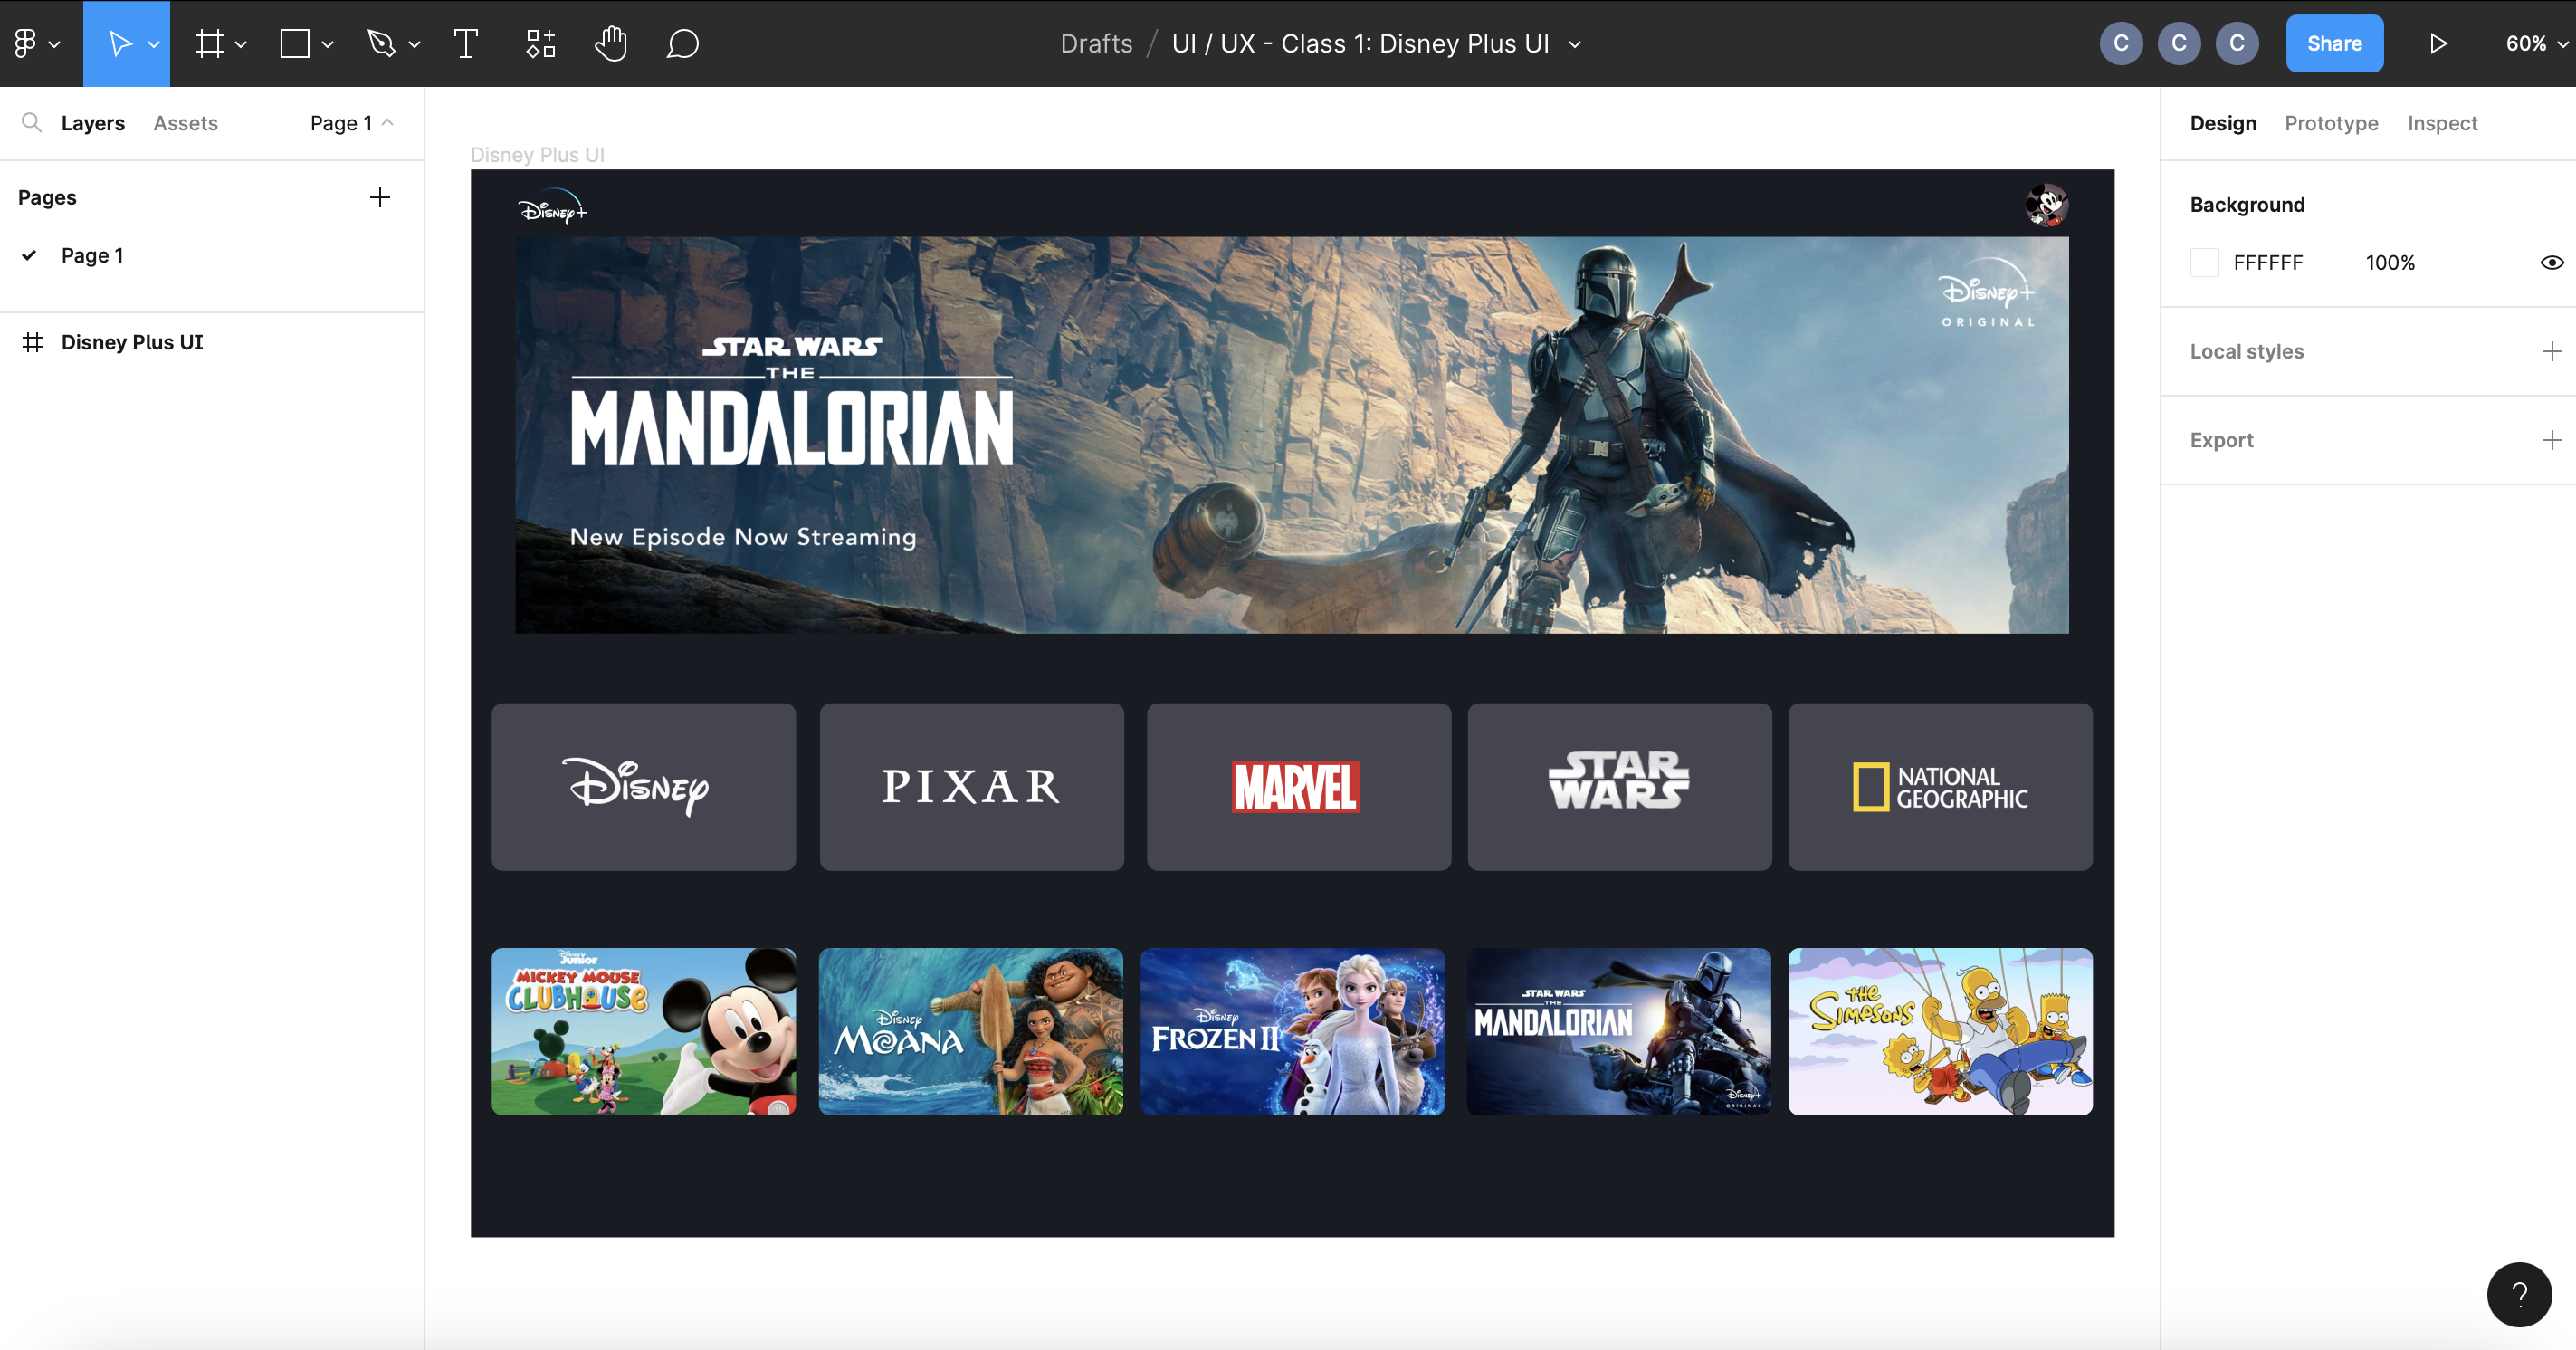 Drafts / UI / UX - Class 1: Disney Plus UI
C C C Share 60%
Layers Assets Page 1
Pages
Page 1
Disney Plus UI
Disney Plus UI
Disney+
STAR WARS
THE
MANDALORIAN
New Episode Now Streaming
Disney+
ORIGINAL
Disney
PIXAR
MARVEL
STAR
WARS
NATIONAL
GEOGRAPHIC
Disney
Junior
MICKEY MOUSE
CLUBHOUSE
Disney
MOANA
Disney
FROZEN II
STAR WARS
THE
MANDALORIAN
Disney+
ORIGINAL
THE
SIMPSONS
Design Prototype Inspect
Background
FFFFFF 100%
Local styles
Export
?